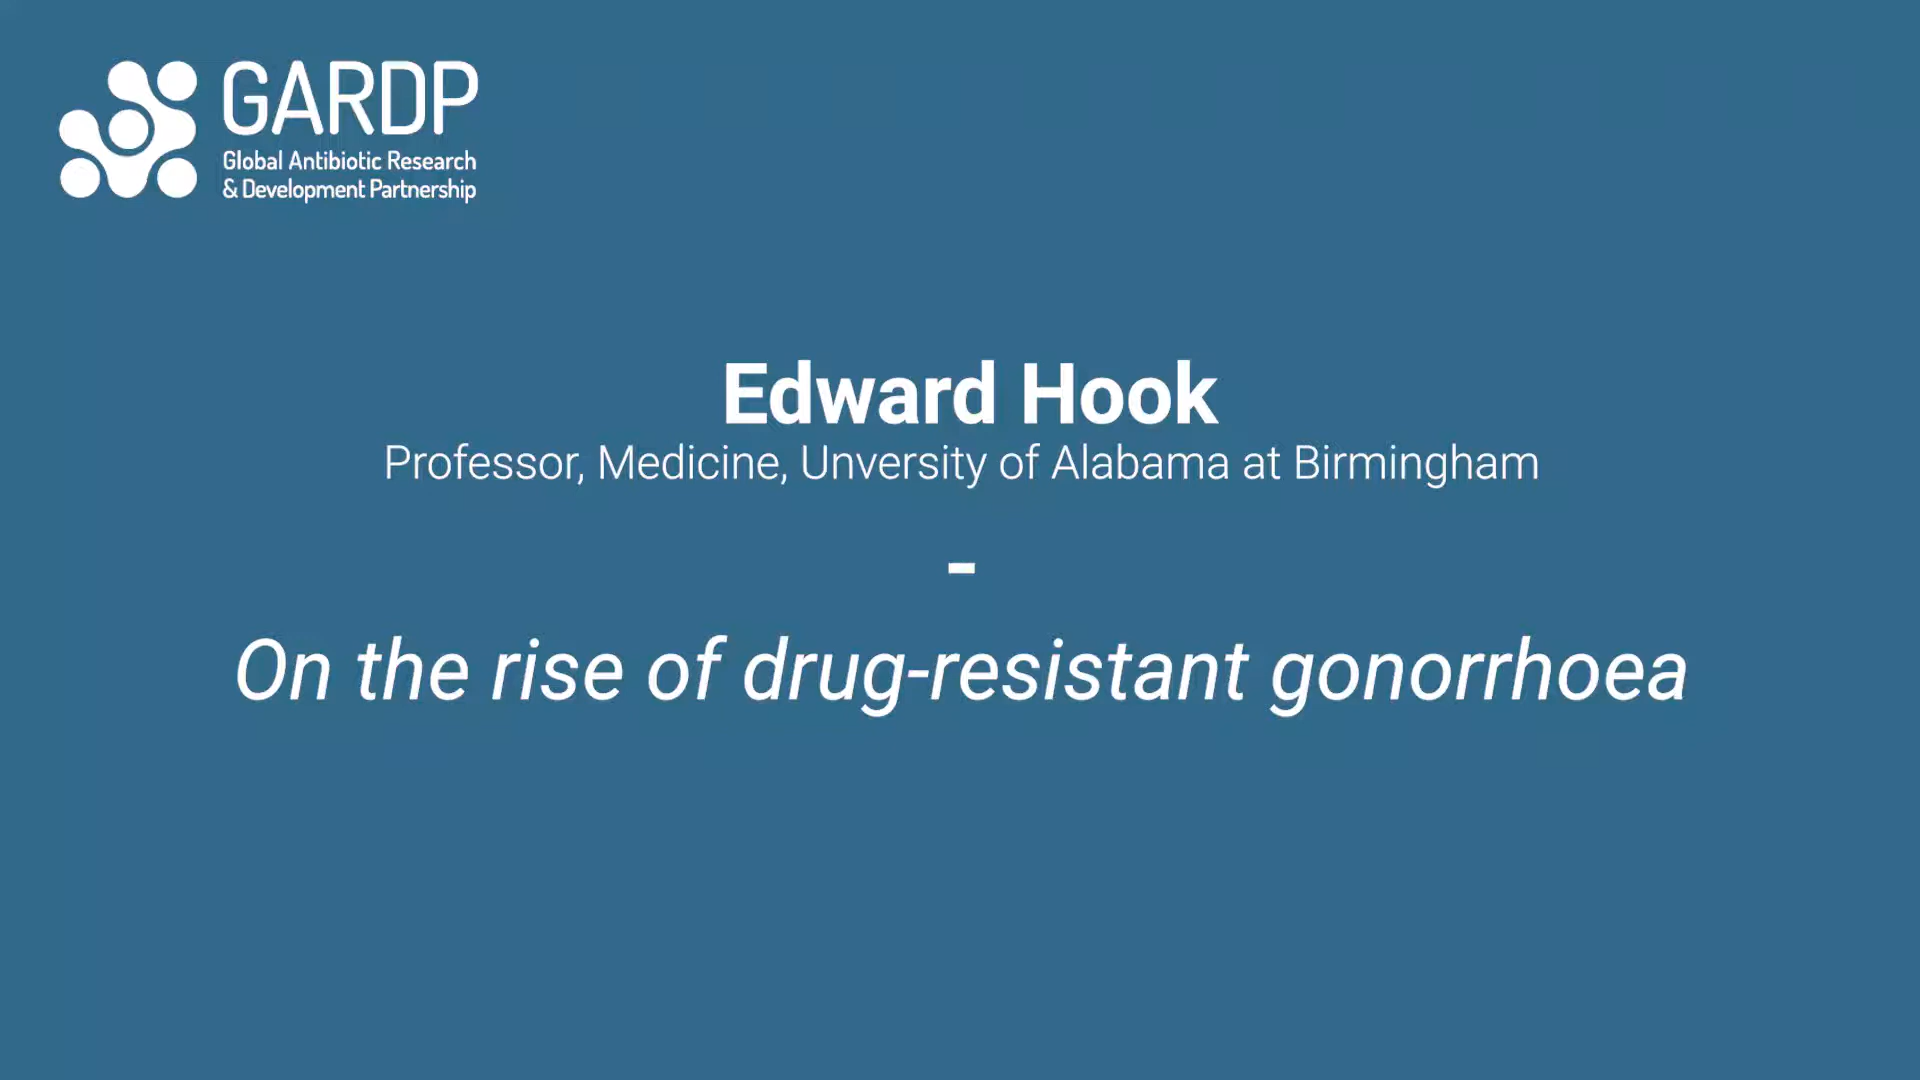 GARDP
Global Antibiotic Research
& Development Partnership
Edward Hook
Professor, Medicine, Unversity of Alabama at Birmingham
-
On the rise of drug-resistant gonorrhoea